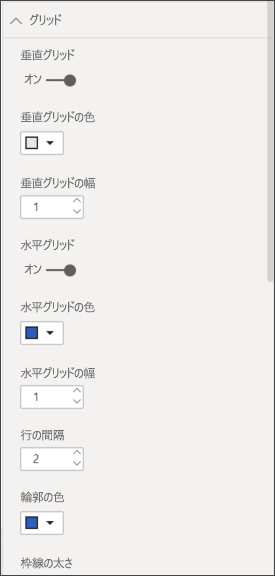 グリッド
垂直グリッド
オン
垂直グリッドの色
垂直グリッドの幅
1
水平グリッド
オン
水平グリッドの色
水平グリッドの幅
1
行の間隔
2
輪郭の色
枠線の太さ